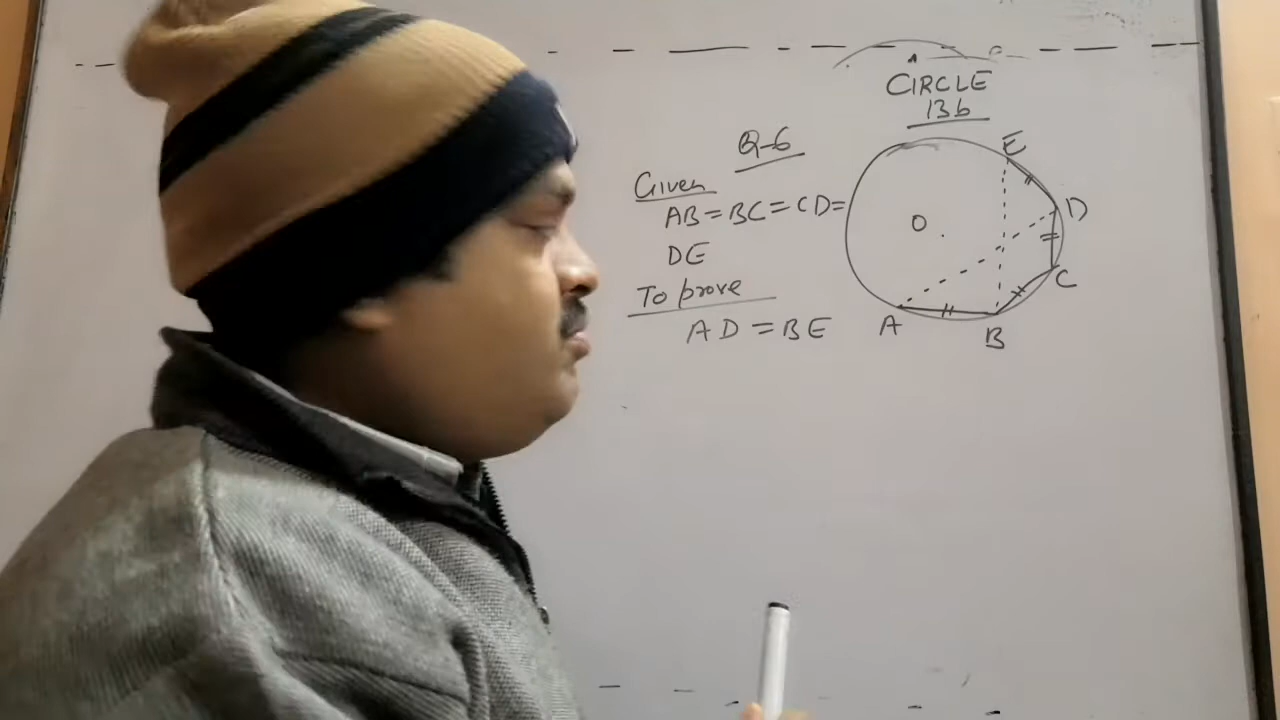 CIRCLE
13b
Q-6
Given
AB=BC=CD=
DE
To prove
AD=BE
E
D
O
C
A
B